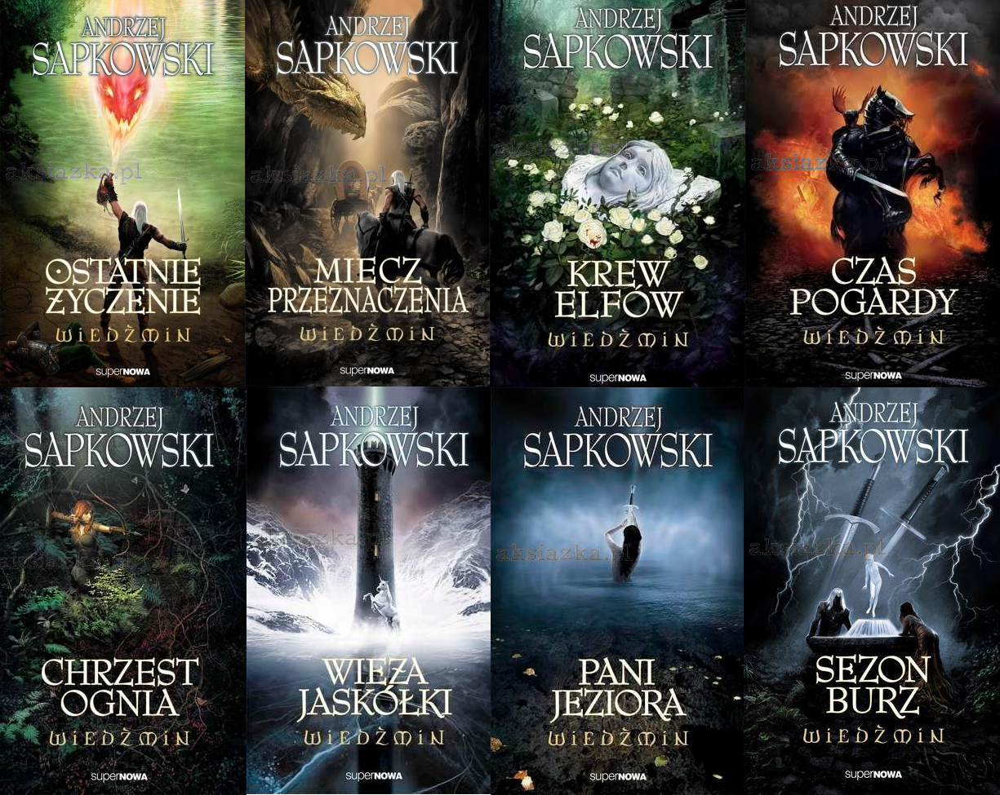 ANDRZEJ
SAPKOWSKI
aksiazka.pl
OSTATNIE
ŻYCZENIE
WIEDŹMIN
superNOWA
ANDRZEJ
SAPKOWSKI
aksiazka.pl
MIECZ
PRZEZNACZENIA
WIEDŹMIN
superNOWA
ANDRZEJ
SAPKOWSKI
KREW
ELFÓW
WIEDŹMIN
superNOWA
ANDRZEJ
SAPKOWSKI
aksiazka.pl
CZAS
POGARDY
WIEDŹMIN
superNOWA
ANDRZEJ
SAPKOWSKI
aksiazka.pl
CHRZEST
OGNIA
WIEDŹMIN
superNOWA
ANDRZEJ
SAPKOWSKI
aksiazka.pl
WIEŻA
JASKÓŁKI
WIEDŹMIN
superNOWA
ANDRZEJ
SAPKOWSKI
aksiazka.pl
PANI
JEZIORA
WIEDŹMIN
superNOWA
ANDRZEJ
SAPKOWSKI
aksiazka.pl
SEZON
BURZ
WIEDŹMIN
superNOWA